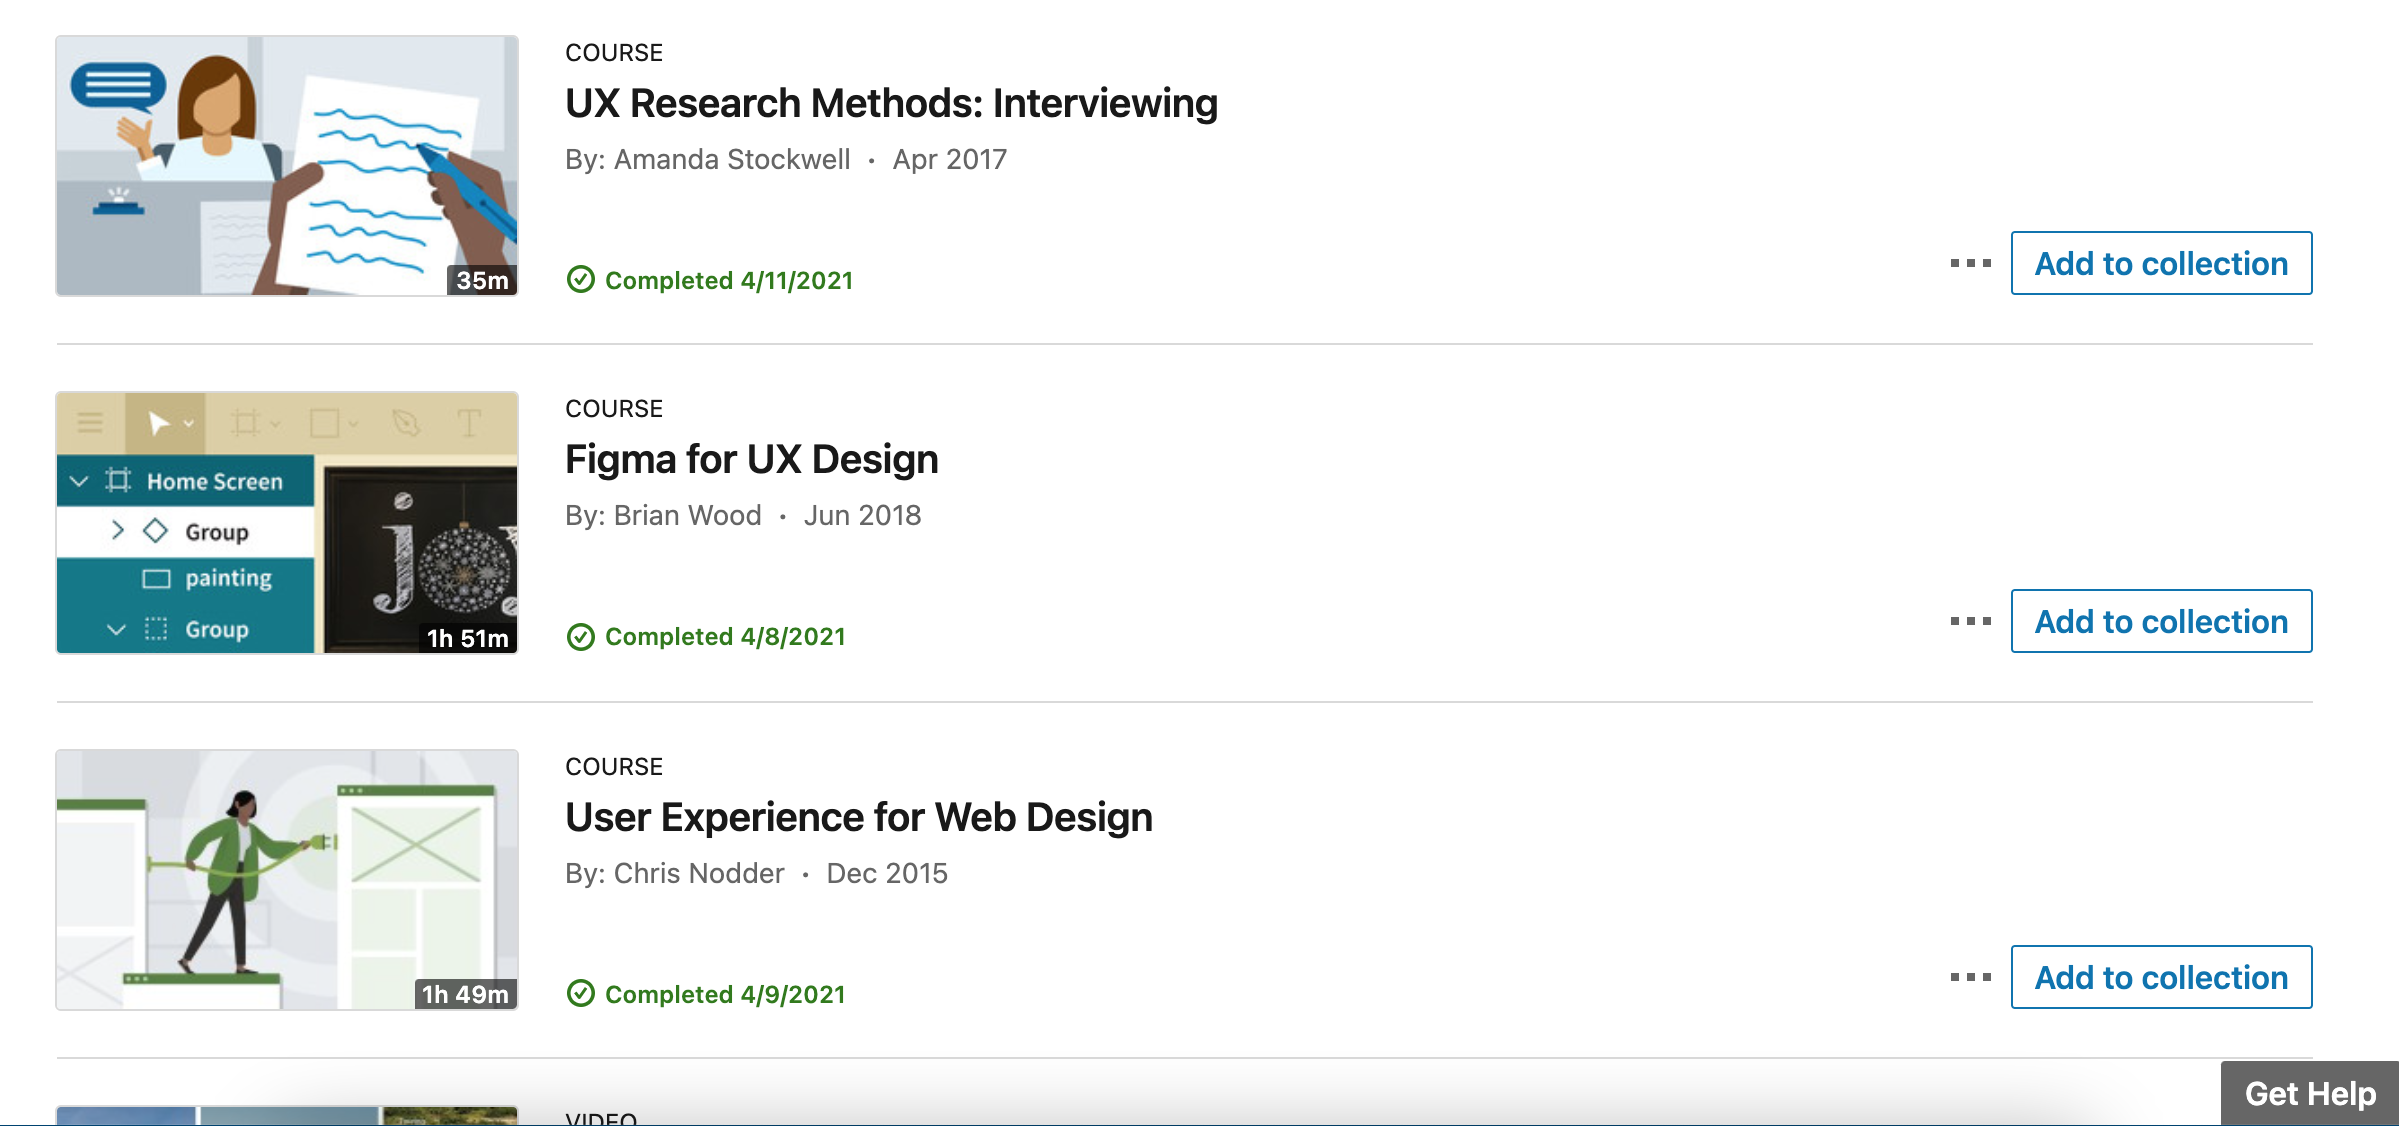 COURSE
UX Research Methods: Interviewing
By: Amanda Stockwell • Apr 2017
35m
Completed 4/11/2021
Add to collection
COURSE
Figma for UX Design
By: Brian Wood • Jun 2018
Home Screen
Group
painting
Group
jo
1h 51m
Completed 4/8/2021
Add to collection
COURSE
User Experience for Web Design
By: Chris Nodder • Dec 2015
1h 49m
Completed 4/9/2021
Add to collection
Get Help
VIDEO